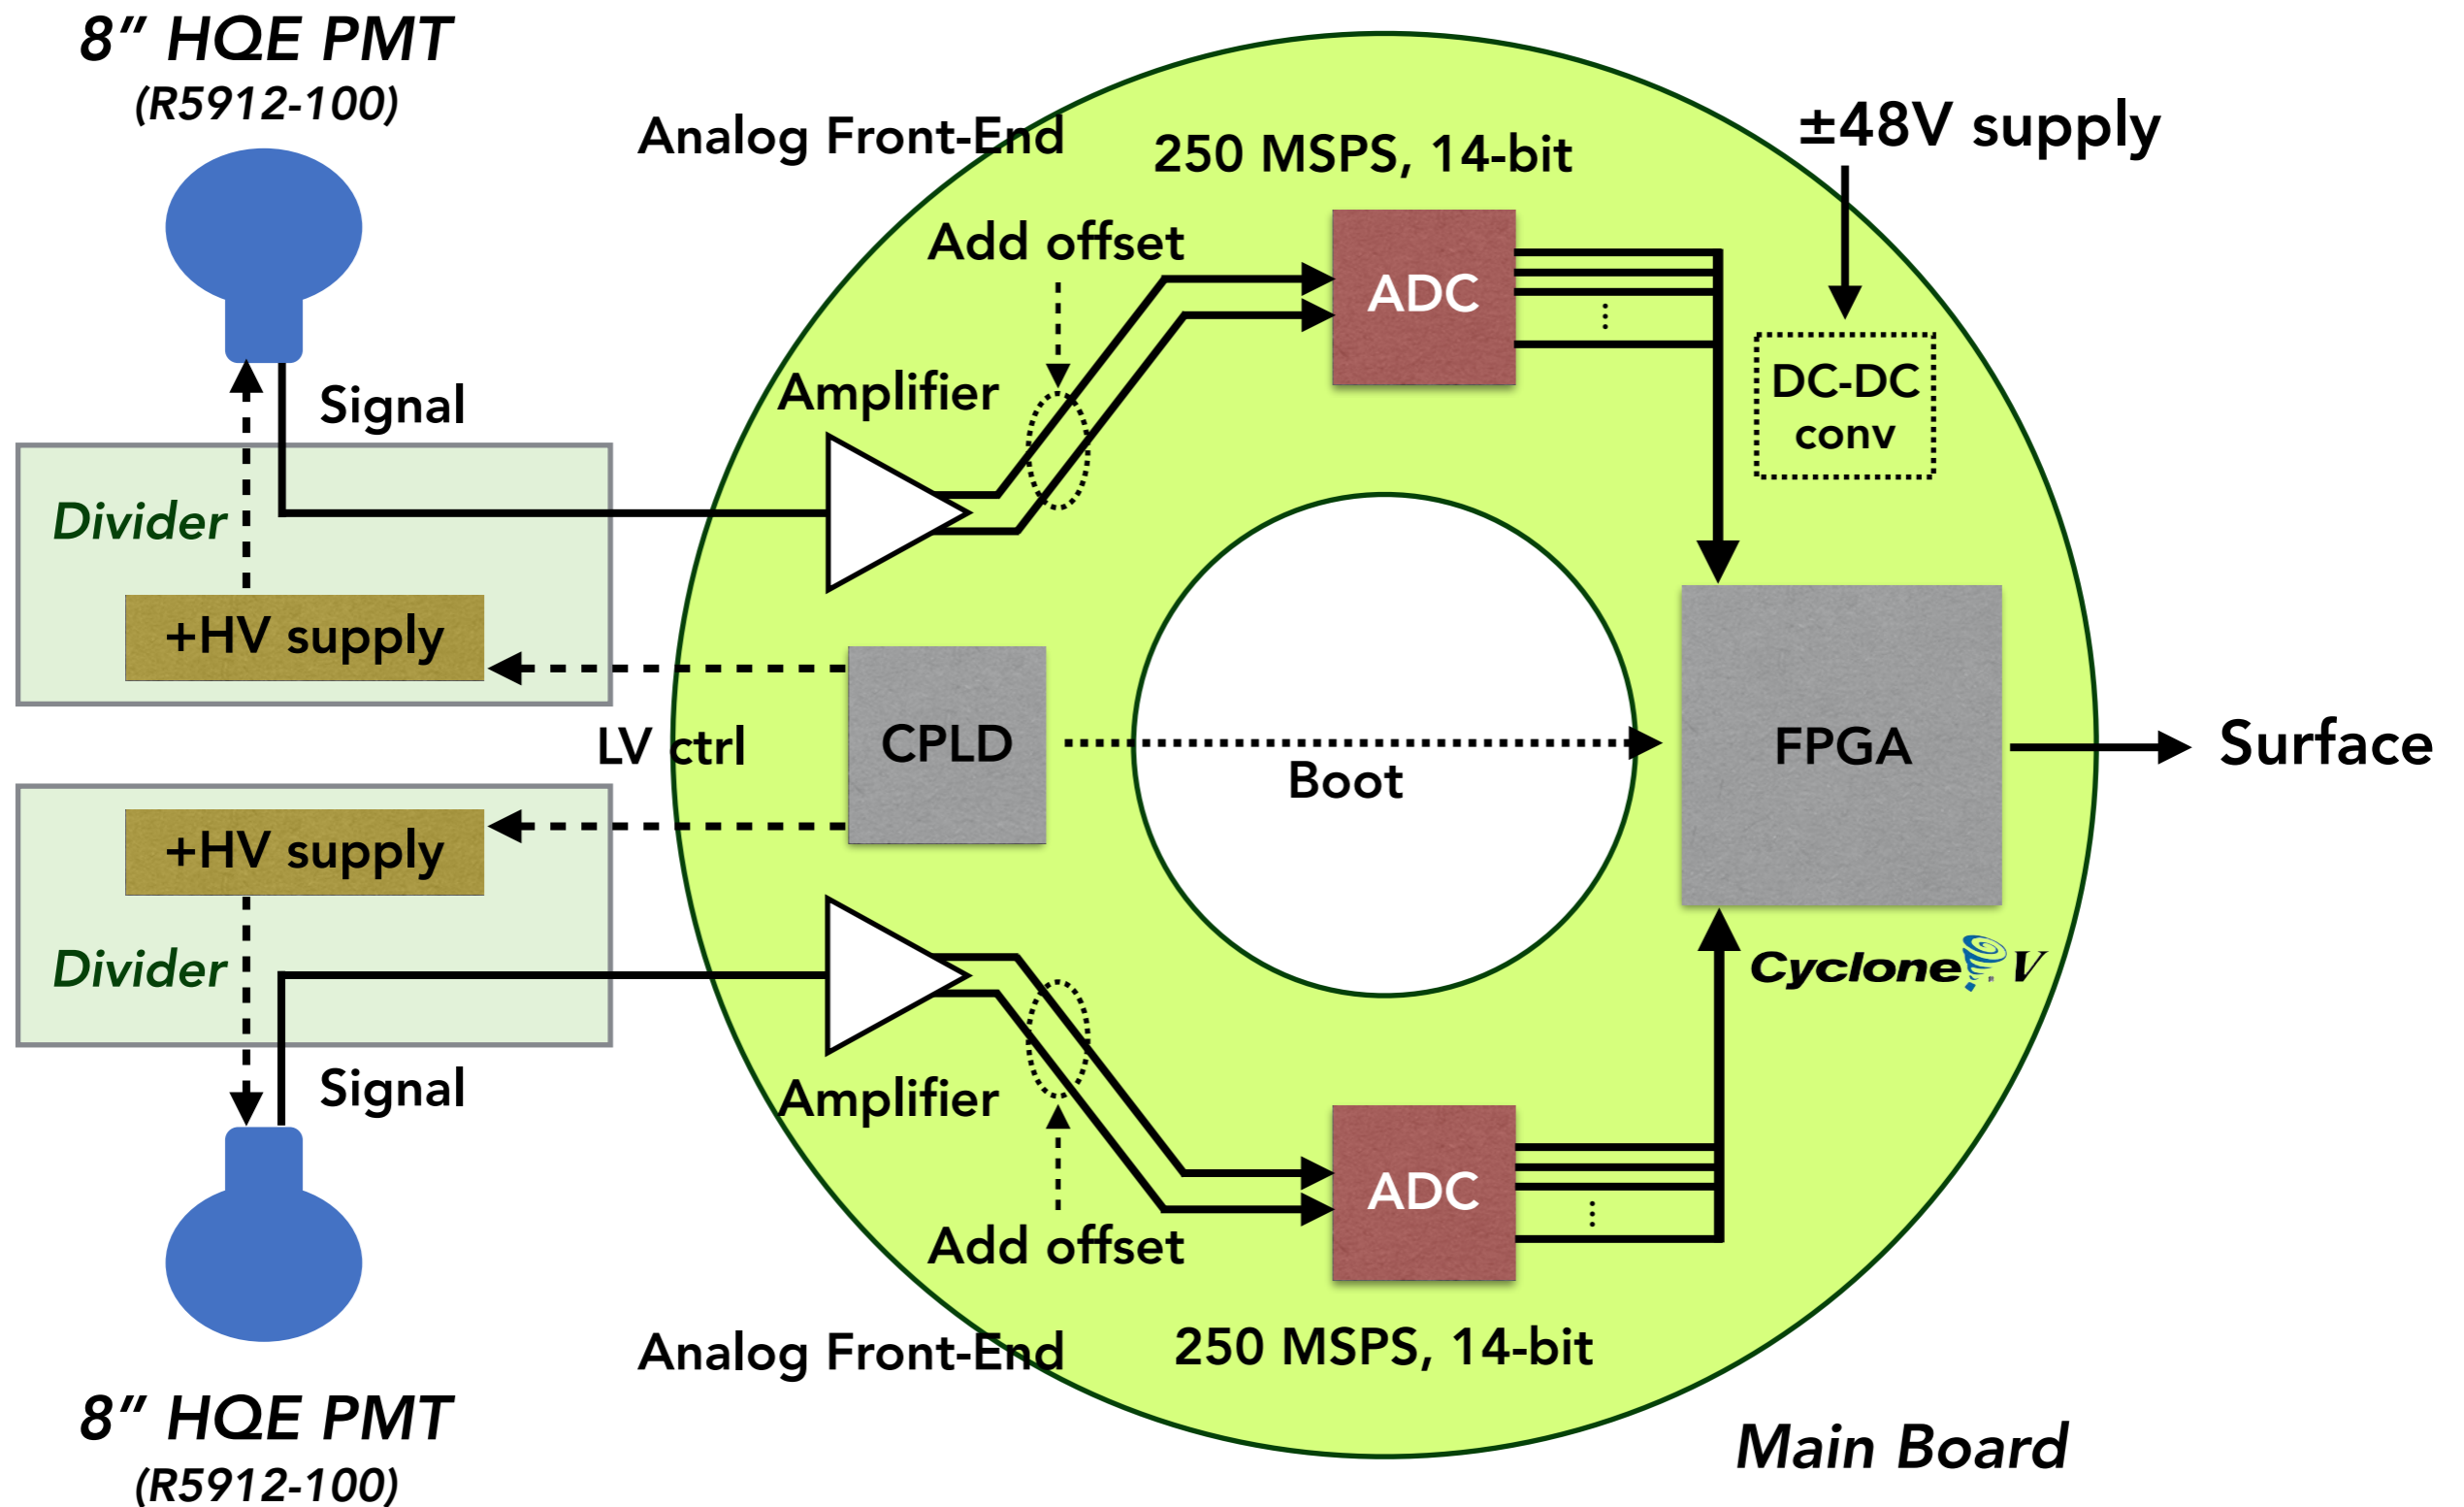 8” HQE PMT
(R5912-100)
Analog Front-End
250 MSPS, 14-bit
±48V supply
Add offset
ADC
Signal
Amplifier
DC-DC
conv
Divider
+HV supply
LV ctrl
CPLD
Boot
FPGA
Surface
+HV supply
Divider
Cyclone V
Signal
Amplifier
ADC
Add offset
Analog Front-End
250 MSPS, 14-bit
8” HQE PMT
(R5912-100)
Main Board